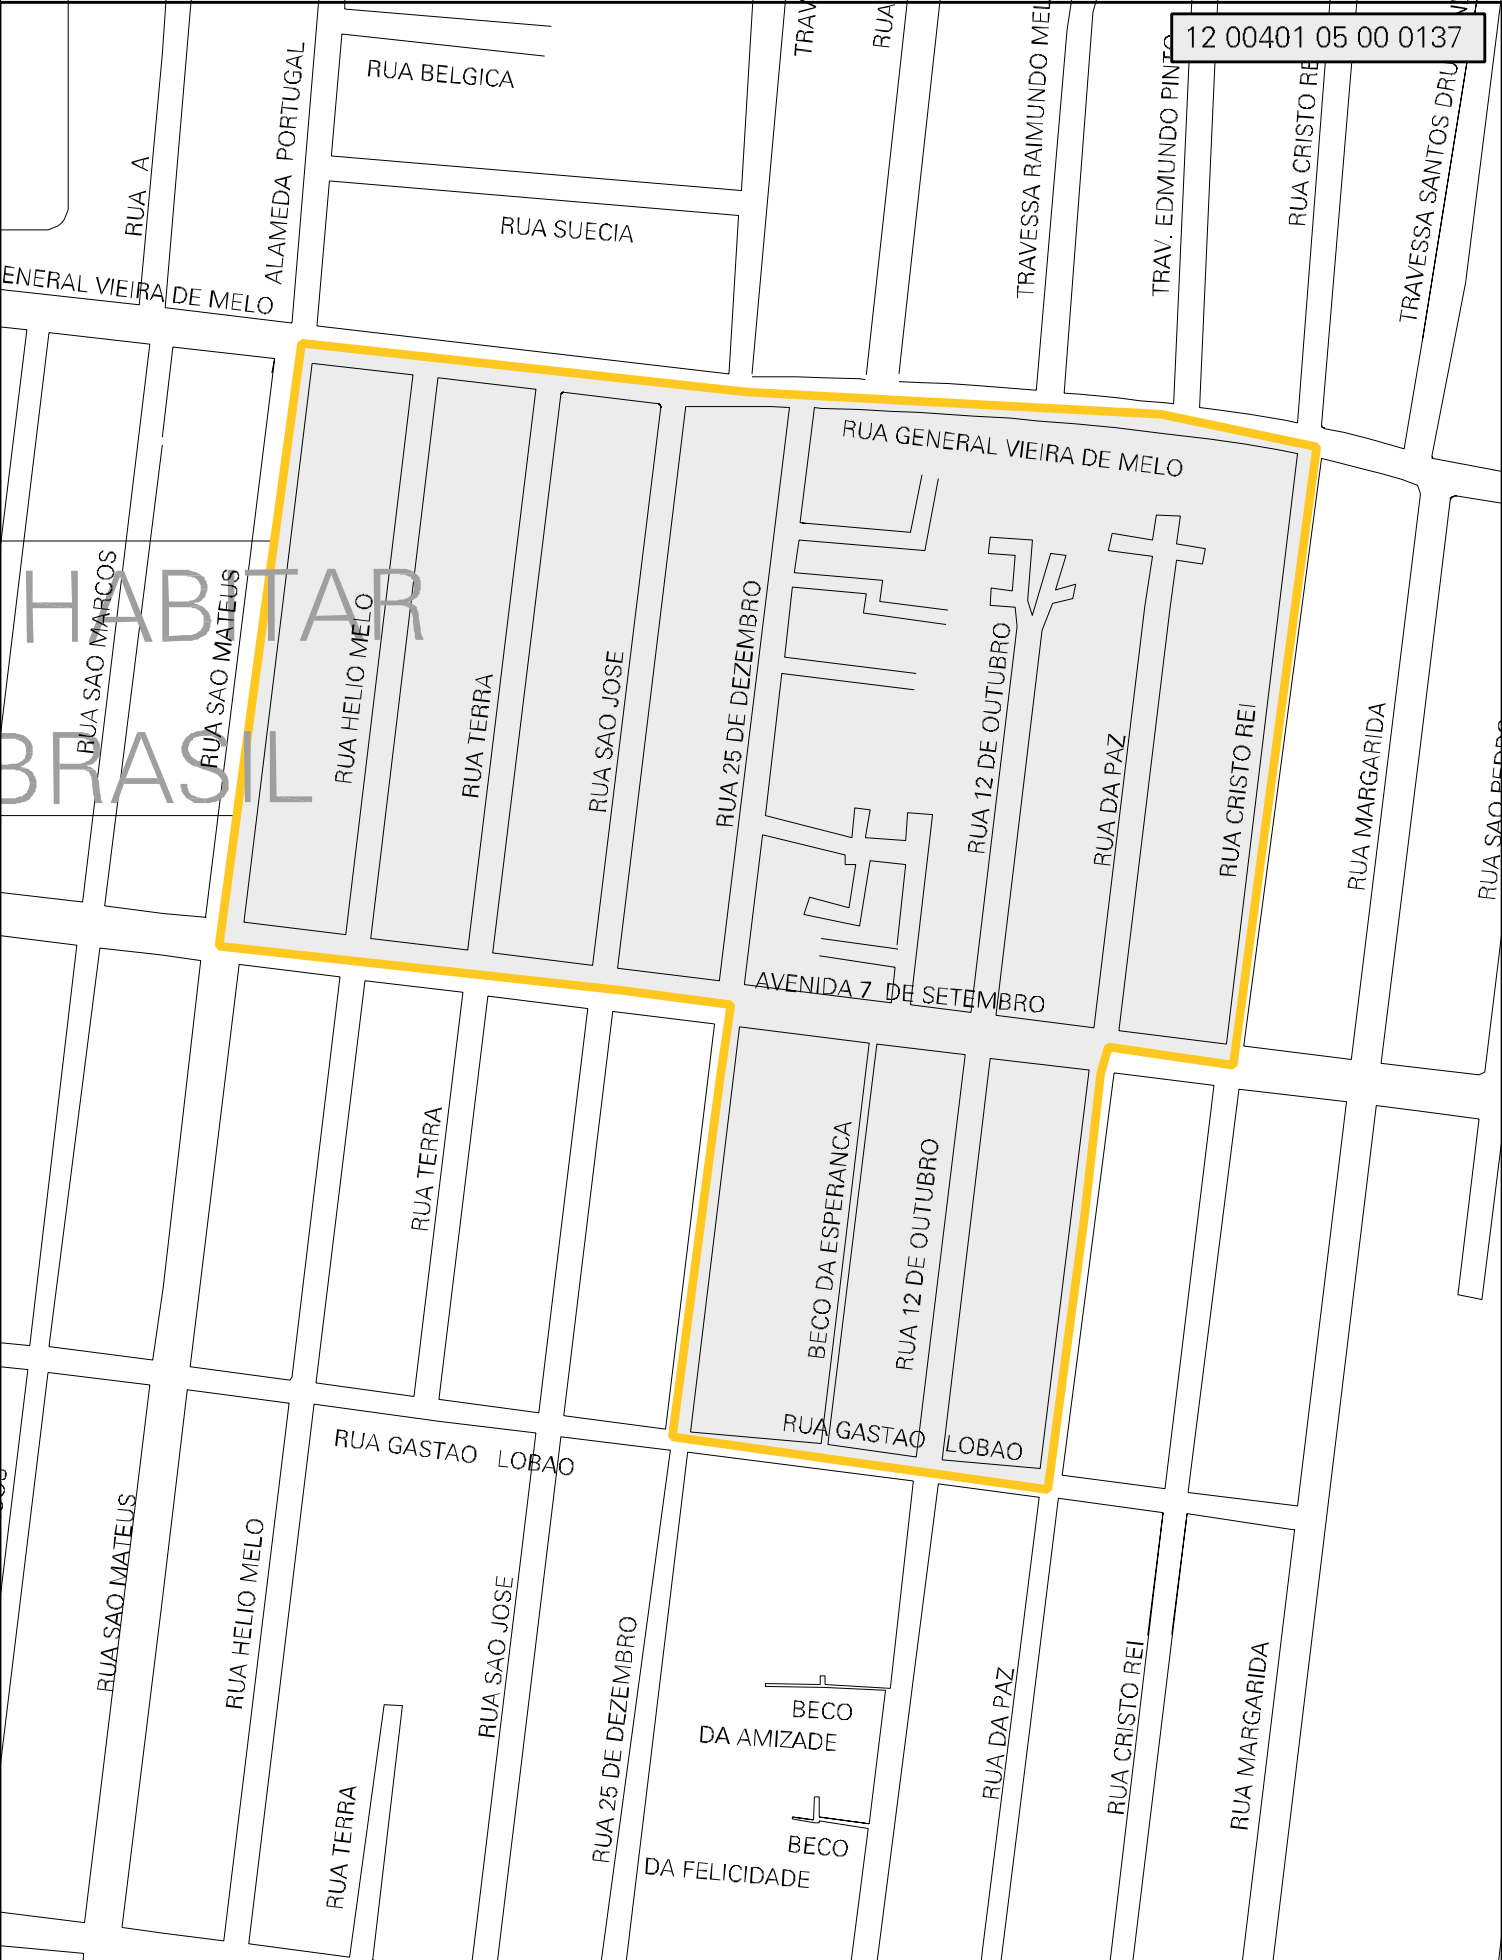 12 00401 05 00 0137
RUA BELGICA
RUA A
ALAMEDA PORTUGAL
RUA SUECIA
TRAV
RUA
TRAVESSA RAIMUNDO MEL
TRAV. EDMUNDO PINTO
RUA CRISTO RE
TRAVESSA SANTOS DRU
ENERAL VIEIRA DE MELO
RUA GENERAL VIEIRA DE MELO
HABITAR
BRASIL
RUA SAO MARCOS
RUA SAO MATEUS
RUA HELIO MELO
RUA TERRA
RUA SAO JOSE
RUA 25 DE DEZEMBRO
RUA 12 DE OUTUBRO
RUA DA PAZ
RUA CRISTO REI
RUA MARGARIDA
RUA SAO PEDRO
AVENIDA 7 DE SETEMBRO
RUA TERRA
BECO DA ESPERANCA
RUA 12 DE OUTUBRO
RUA GASTAO LOBAO
RUA GASTAO LOBAO
RUA SAO MATEUS
RUA HELIO MELO
RUA TERRA
RUA SAO JOSE
RUA 25 DE DEZEMBRO
BECO
DA AMIZADE
BECO
DA FELICIDADE
RUA DA PAZ
RUA CRISTO REI
RUA MARGARIDA